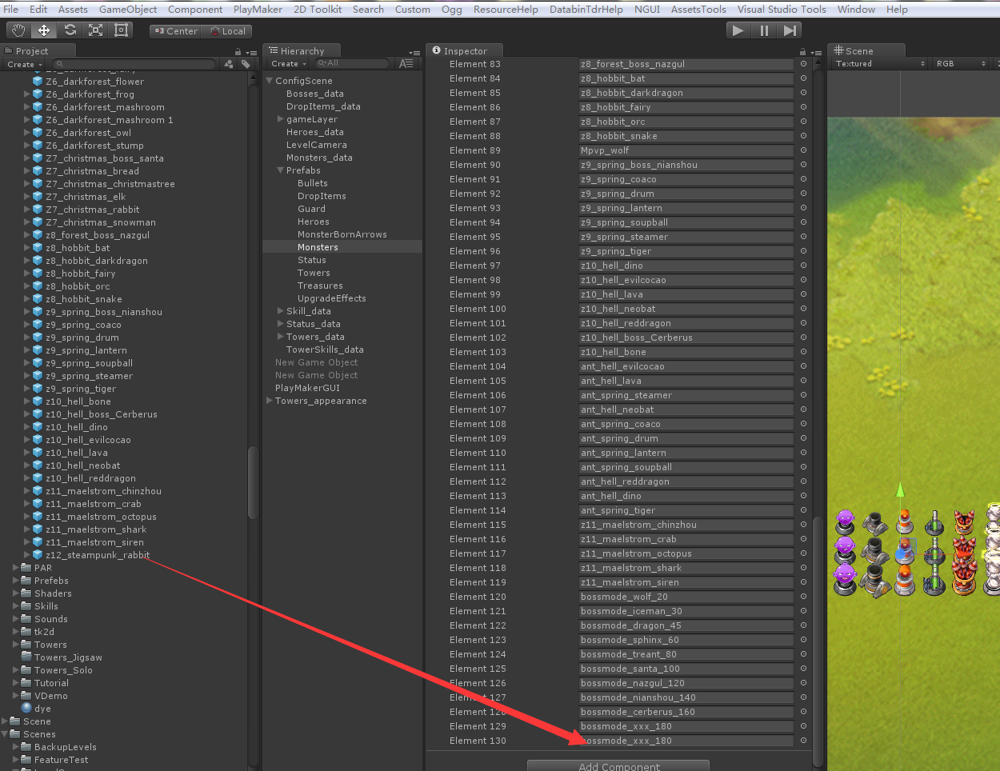 File Edit Assets GameObject Component PlayMaker 2D Toolkit Search Custom Ogg ResourceHelp DatabinTdrHelp NGUI AssetsTools Visual Studio Tools Window Help
Center Local
Project
Create
Z6_darkforest_flower
Z6_darkforest_frog
Z6_darkforest_mashroom
Z6_darkforest_mashroom 1
Z6_darkforest_owl
Z6_darkforest_stump
Z7_christmas_boss_santa
Z7_christmas_bread
Z7_christmas_christmastree
Z7_christmas_elk
Z7_christmas_rabbit
Z7_christmas_snowman
z8_forest_boss_nazgul
z8_hobbit_bat
z8_hobbit_darkdragon
z8_hobbit_fairy
z8_hobbit_orc
z8_hobbit_snake
z9_spring_boss_nianshou
z9_spring_coaco
z9_spring_drum
z9_spring_lantern
z9_spring_soupball
z9_spring_steamer
z9_spring_tiger
z10_hell_bone
z10_hell_boss_Cerberus
z10_hell_dino
z10_hell_evilcocao
z10_hell_lava
z10_hell_neobat
z10_hell_reddragon
z11_maelstrom_chinzhou
z11_maelstrom_crab
z11_maelstrom_octopus
z11_maelstrom_shark
z11_maelstrom_siren
z12_steampunk_rabbit
PAR
Prefebs
Shaders
Skills
Sounds
tk2d
Towers
Towers_Jigsaw
Towers_Solo
Tutorial
VDemo
dye
Scene
Scenes
BackupLevels
FeatureTest
Hierarchy
Create All
ConfigScene
Bosses_data
DropItems_data
gameLayer
Heroes_data
LevelCamera
Monsters_data
Prefabs
Bullets
DropItems
Guard
Heroes
MonsterBornArrows
Monsters
Status
Towers
Treasures
UpgradeEffects
Skill_data
Status_data
Towers_data
TowerSkills_data
New Game Object
New Game Object
PlayMakerGUI
Towers_appearance
Inspector
Element 83 z8_forest_boss_nazgul
Element 84 z8_hobbit_bat
Element 85 z8_hobbit_darkdragon
Element 86 z8_hobbit_fairy
Element 87 z8_hobbit_orc
Element 88 z8_hobbit_snake
Element 89 Mpvp_wolf
Element 90 z9_spring_boss_nianshou
Element 91 z9_spring_coaco
Element 92 z9_spring_drum
Element 93 z9_spring_lantern
Element 94 z9_spring_soupball
Element 95 z9_spring_steamer
Element 96 z9_spring_tiger
Element 97 z10_hell_dino
Element 98 z10_hell_evilcocao
Element 99 z10_hell_lava
Element 100 z10_hell_neobat
Element 101 z10_hell_reddragon
Element 102 z10_hell_boss_Cerberus
Element 103 z10_hell_bone
Element 104 ant_hell_evilcocao
Element 105 ant_hell_lava
Element 106 ant_spring_steamer
Element 107 ant_hell_neobat
Element 108 ant_spring_coaco
Element 109 ant_spring_drum
Element 110 ant_spring_lantern
Element 111 ant_spring_soupball
Element 112 ant_hell_reddragon
Element 113 ant_hell_dino
Element 114 ant_spring_tiger
Element 115 z11_maelstrom_chinzhou
Element 116 z11_maelstrom_crab
Element 117 z11_maelstrom_octopus
Element 118 z11_maelstrom_shark
Element 119 z11_maelstrom_siren
Element 120 bossmode_wolf_20
Element 121 bossmode_iceman_30
Element 122 bossmode_dragon_45
Element 123 bossmode_sphinx_60
Element 124 bossmode_treant_80
Element 125 bossmode_santa_100
Element 126 bossmode_nazgul_120
Element 127 bossmode_nianshou_140
Element 128 bossmode_cerberus_160
Element 129 bossmode_xxx_180
Element 130 bossmode_xxx_180
Add Component
Scene
Textured RGB